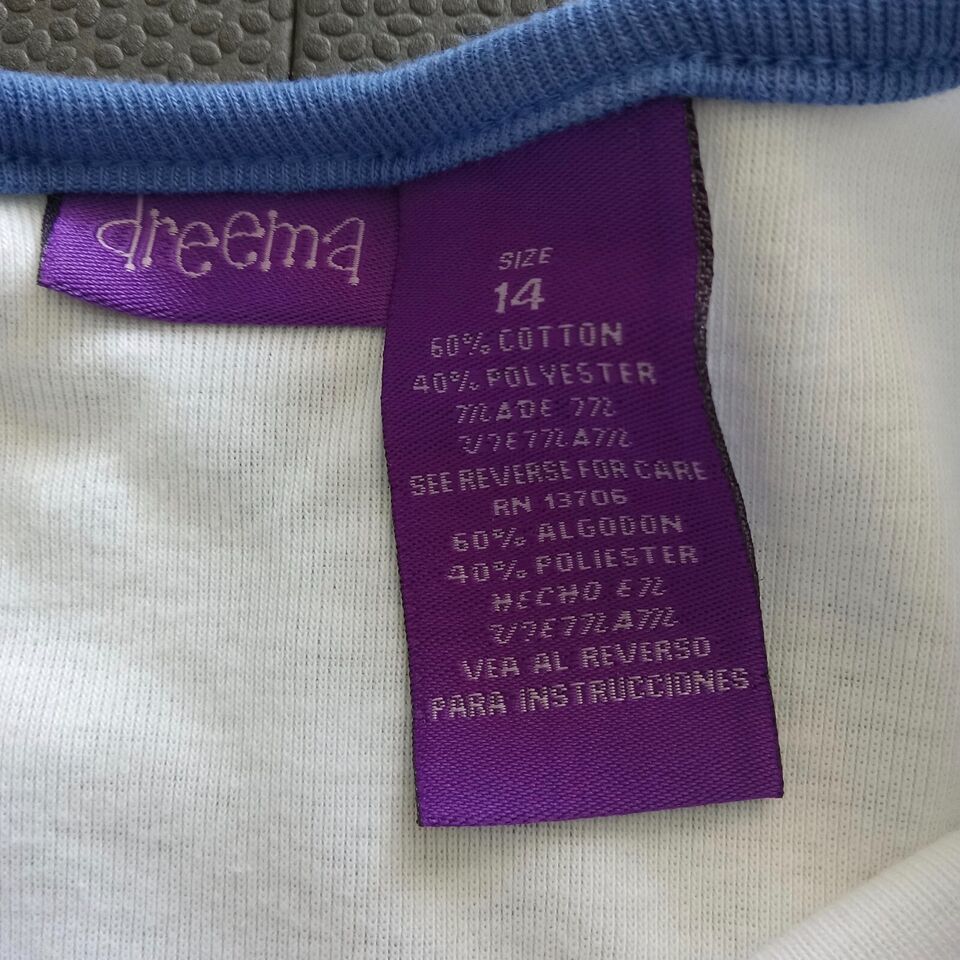 dreema
SIZE
14
60% COTTON
40% POLYESTER
MADE IN
VIETNAM
SEE REVERSE FOR CARE
RN 13706
60% ALGODON
40% POLIESTER
HECHO EN
VIETNAM
VEA AL REVERSO
PARA INSTRUCCIONES